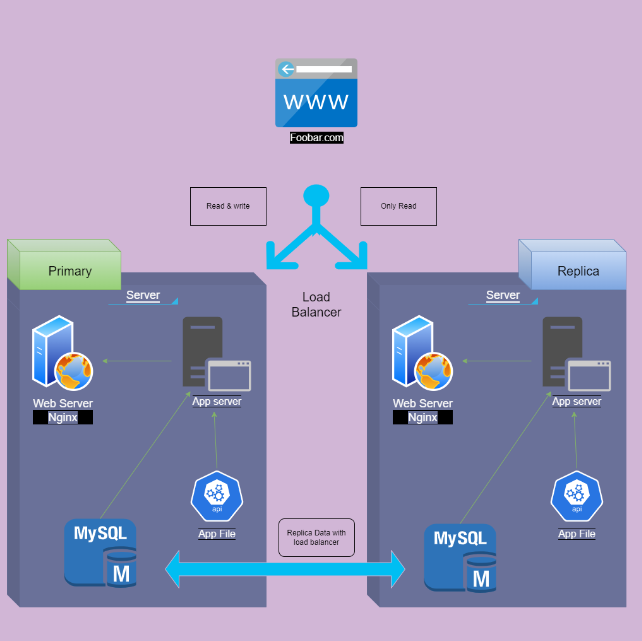 WWW
Foobar.com
Read & write
Only Read
Primary
Replica
Load
Balancer
Server
Server
Web Server
Nginx
App server
Web Server
Nginx
App server
api
App File
api
App File
MySQL
M
Replica Data with
load balancer
MySQL
M